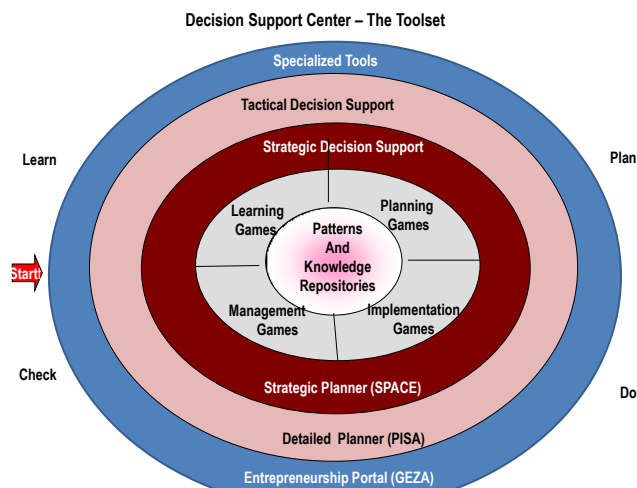 Decision Support Center – The Toolset
Specialized Tools
Tactical Decision Support
Strategic Decision Support
Learn
Plan
Learning
Games
Planning
Games
Patterns
And
Knowledge
Repositories
Start!
Management
Games
Implementation
Games
Check
Do
Strategic Planner (SPACE)
Detailed Planner (PISA)
Entrepreneurship Portal (GEZA)